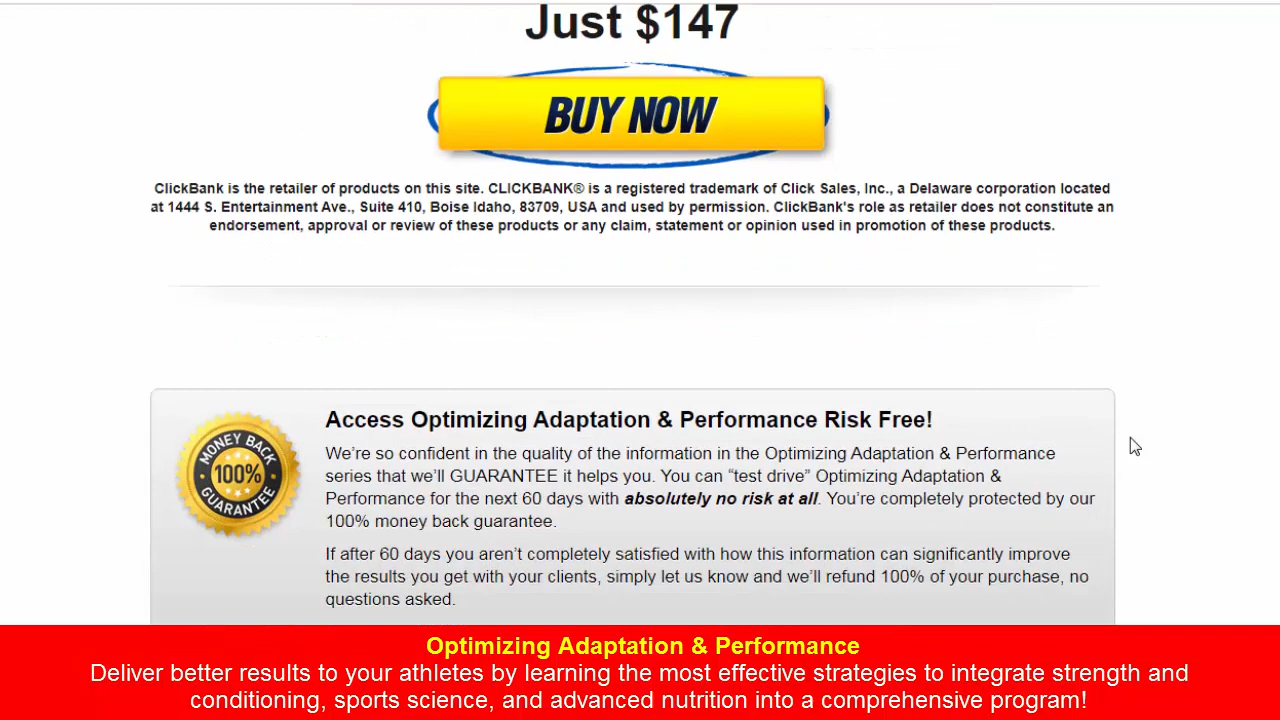 Just $147
BUY NOW
ClickBank is the retailer of products on this site. CLICKBANK® is a registered trademark of Click Sales, Inc., a Delaware corporation located
at 1444 S. Entertainment Ave., Suite 410, Boise Idaho, 83709, USA and used by permission. ClickBank's role as retailer does not constitute an
endorsement, approval or review of these products or any claim, statement or opinion used in promotion of these products.
MONEY BACK
100%
GUARANTEE
Access Optimizing Adaptation & Performance Risk Free!
We’re so confident in the quality of the information in the Optimizing Adaptation & Performance
series that we’ll GUARANTEE it helps you. You can “test drive” Optimizing Adaptation &
Performance for the next 60 days with absolutely no risk at all. You’re completely protected by our
100% money back guarantee.
If after 60 days you aren’t completely satisfied with how this information can significantly improve
the results you get with your clients, simply let us know and we’ll refund 100% of your purchase, no
questions asked.
Optimizing Adaptation & Performance
Deliver better results to your athletes by learning the most effective strategies to integrate strength and
conditioning, sports science, and advanced nutrition into a comprehensive program!